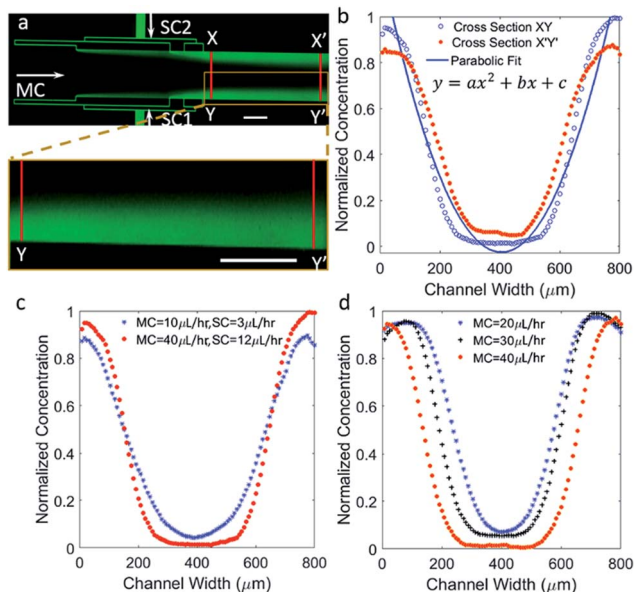 a
SC2
X
X'
MC
SC1
Y
Y'
Y
Y'
b
Normalized Concentration
1
0.8
0.6
0.4
0.2
0
Cross Section XY
Cross Section X'Y'
Parabolic Fit
y = ax² + bx + c
0 200 400 600 800
Channel Width (μm)
c
Normalized Concentration
1
0.8
0.6
0.4
0.2
0
MC=10μL/hr,SC=3μL/hr
MC=40μL/hr,SC=12μL/hr
0 200 400 600 800
Channel Width (μm)
d
Normalized Concentration
1
0.8
0.6
0.4
0.2
0
MC=20μL/hr
MC=30μL/hr
MC=40μL/hr
0 200 400 600 800
Channel Width (μm)